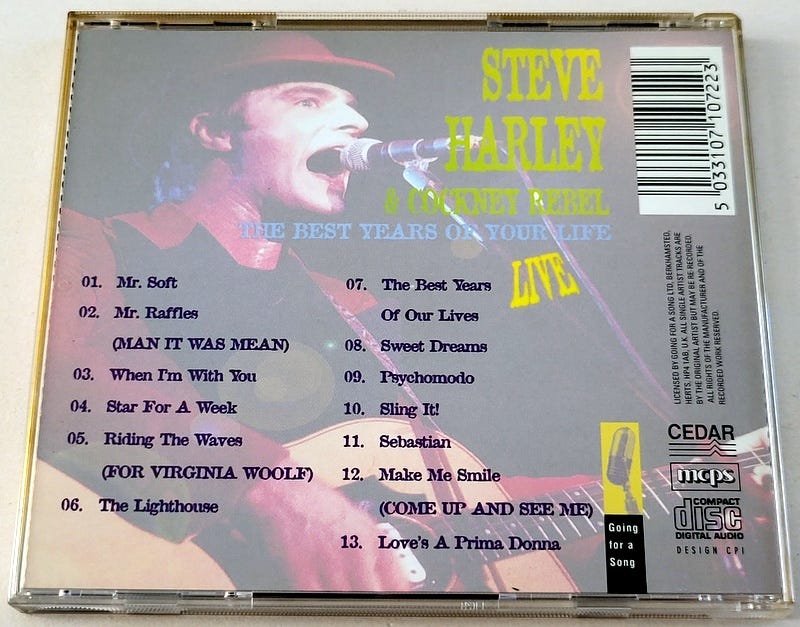 STEVE
HARLEY
& COCKNEY REBEL
THE BEST YEARS OF YOUR LIFE
LIVE
01. Mr. Soft
02. Mr. Raffles
(MAN IT WAS MEAN)
03. When I'm With You
04. Star For A Week
05. Riding The Waves
(FOR VIRGINIA WOOLF)
06. The Lighthouse
07. The Best Years
Of Our Lives
08. Sweet Dreams
09. Psychomodo
10. Sling It!
11. Sebastian
12. Make Me Smile
(COME UP AND SEE ME)
13. Love's A Prima Donna
5 033107 107223
LICENSED BY GOING FOR A SONG LTD, BERKHAMSTED,
HERTS. HP4 1AB, U.K. ALL SINGLE ARTIST TRACKS ARE
BY THE ORIGINAL ARTIST BUT MAY BE RE-RECORDED.
ALL RIGHTS OF THE MANUFACTURER AND OF THE
RECORDED WORK RESERVED.
CEDAR
mcps
COMPACT
disc
DIGITAL AUDIO
DESIGN CPI
Going
for a
Song